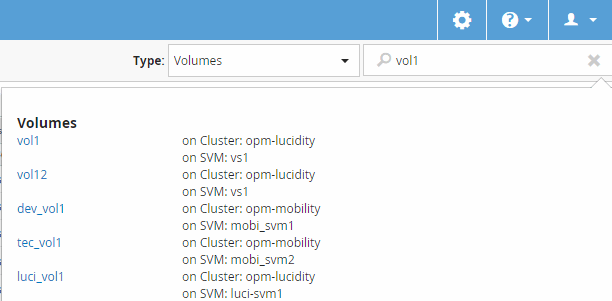 Type: Volumes vol1
Volumes
vol1 on Cluster: opm-lucidity
on SVM: vs1
vol12 on Cluster: opm-lucidity
on SVM: vs1
dev_vol1 on Cluster: opm-mobility
on SVM: mobi_svm1
tec_vol1 on Cluster: opm-mobility
on SVM: mobi_svm2
luci_vol1 on Cluster: opm-lucidity
on SVM: luci-svm1